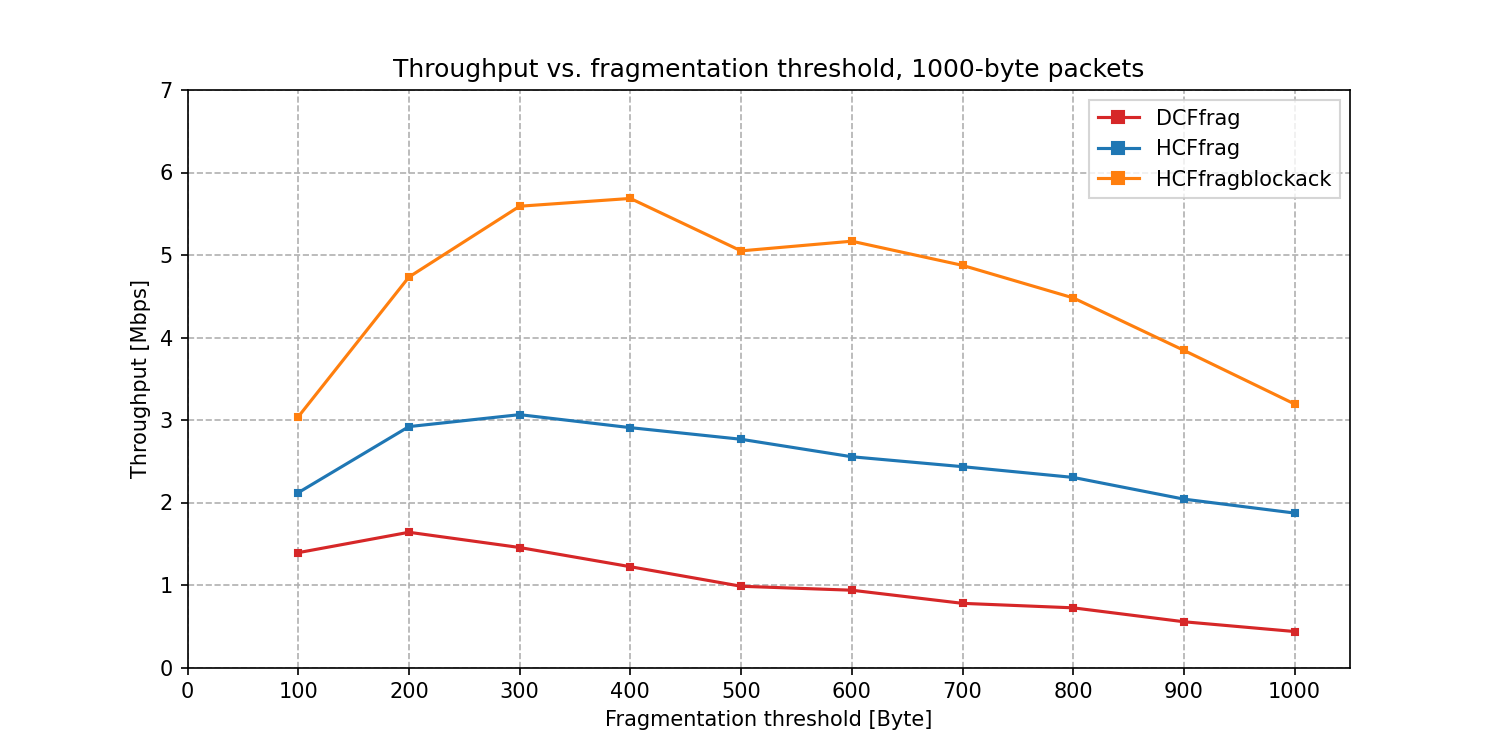 Throughput vs. fragmentation threshold, 1000-byte packets
DCFfrag
HCFfrag
HCFfragblockack
Throughput [Mbps]
7
6
5
4
3
2
1
0
0 100 200 300 400 500 600 700 800 900 1000
Fragmentation threshold [Byte]